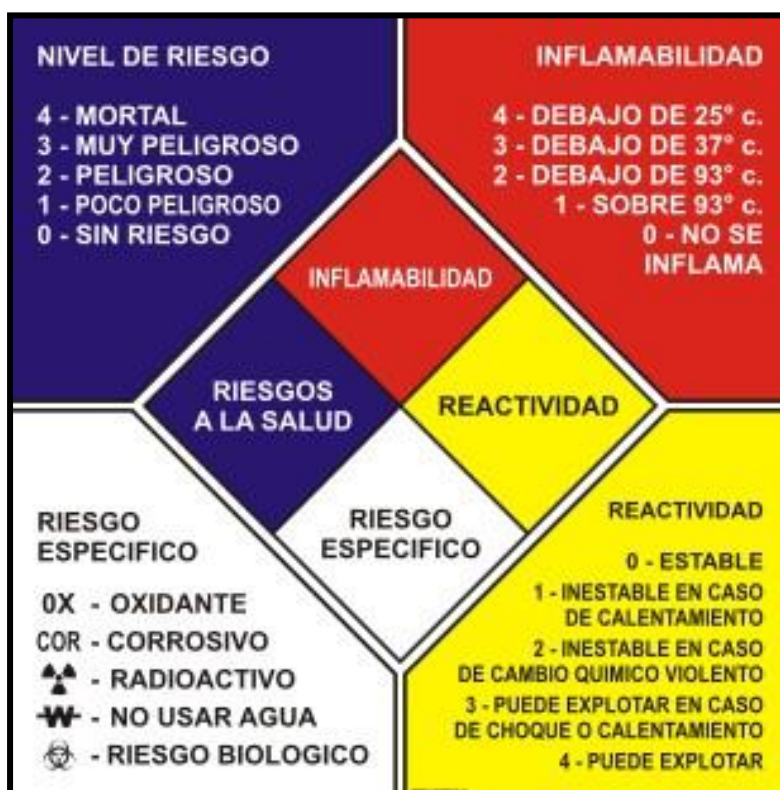 NIVEL DE RIESGO
4 - MORTAL
3 - MUY PELIGROSO
2 - PELIGROSO
1 - POCO PELIGROSO
0 - SIN RIESGO
INFLAMABILIDAD
4 - DEBAJO DE 25° c.
3 - DEBAJO DE 37° c.
2 - DEBAJO DE 93° c.
1 - SOBRE 93° c.
0 - NO SE
INFLAMA
INFLAMABILIDAD
RIESGOS
A LA SALUD
REACTIVIDAD
RIESGO
ESPECIFICO
RIESGO
ESPECIFICO
0X - OXIDANTE
COR - CORROSIVO
- RADIOACTIVO
W - NO USAR AGUA
- RIESGO BIOLOGICO
REACTIVIDAD
0 - ESTABLE
1 - INESTABLE EN CASO
DE CALENTAMIENTO
2 - INESTABLE EN CASO
DE CAMBIO QUIMICO VIOLENTO
3 - PUEDE EXPLOTAR EN CASO
DE CHOQUE O CALENTAMIENTO
4 - PUEDE EXPLOTAR